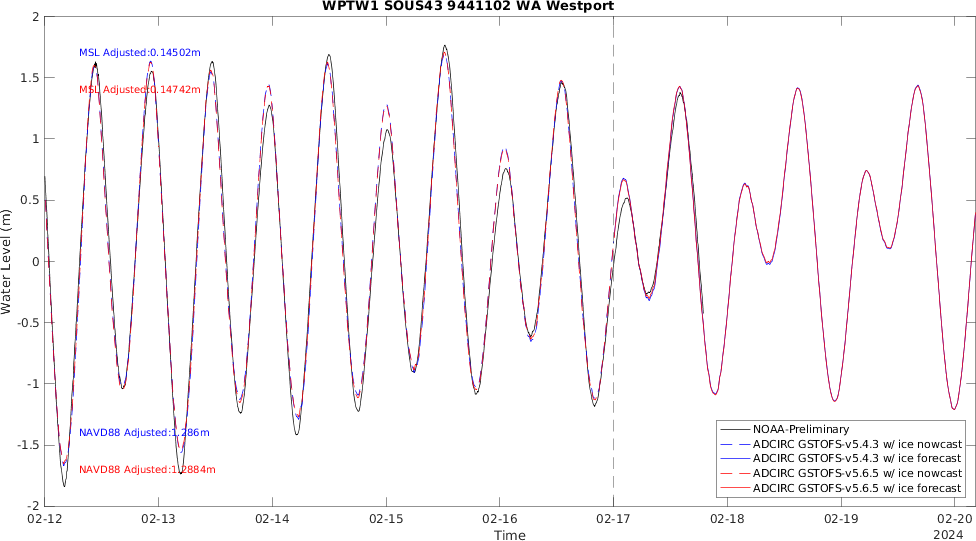 WPTW1 SOUS43 9441102 WA Westport
2
1.5
1
0.5
0
-0.5
-1
-1.5
-2
Water Level (m)
MSL Adjusted:0.14502m
MSL Adjusted:0.14742m
NAVD88 Adjusted:1.286m
NAVD88 Adjusted:1.2884m
NOAA-Preliminary
ADCIRC GSTOFS-v5.4.3 w/ ice nowcast
ADCIRC GSTOFS-v5.4.3 w/ ice forecast
ADCIRC GSTOFS-v5.6.5 w/ ice nowcast
ADCIRC GSTOFS-v5.6.5 w/ ice forecast
02-12 02-13 02-14 02-15 02-16 02-17 02-18 02-19 02-20
Time
2024